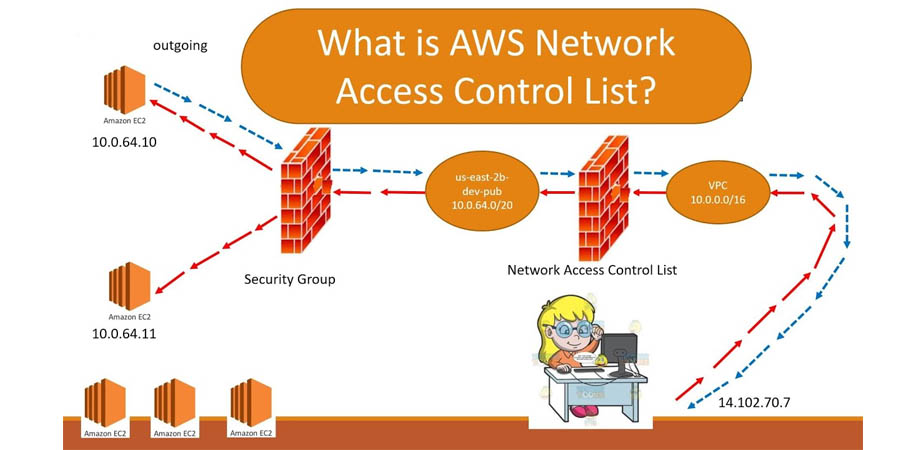 What is AWS Network
Access Control List?
outgoing
Amazon EC2
10.0.64.10
us-east-2b-
dev-pub
10.0.64.0/20
VPC
10.0.0.0/16
Security Group
Network Access Control List
Amazon EC2
10.0.64.11
14.102.70.7
Amazon EC2
Amazon EC2
Amazon EC2